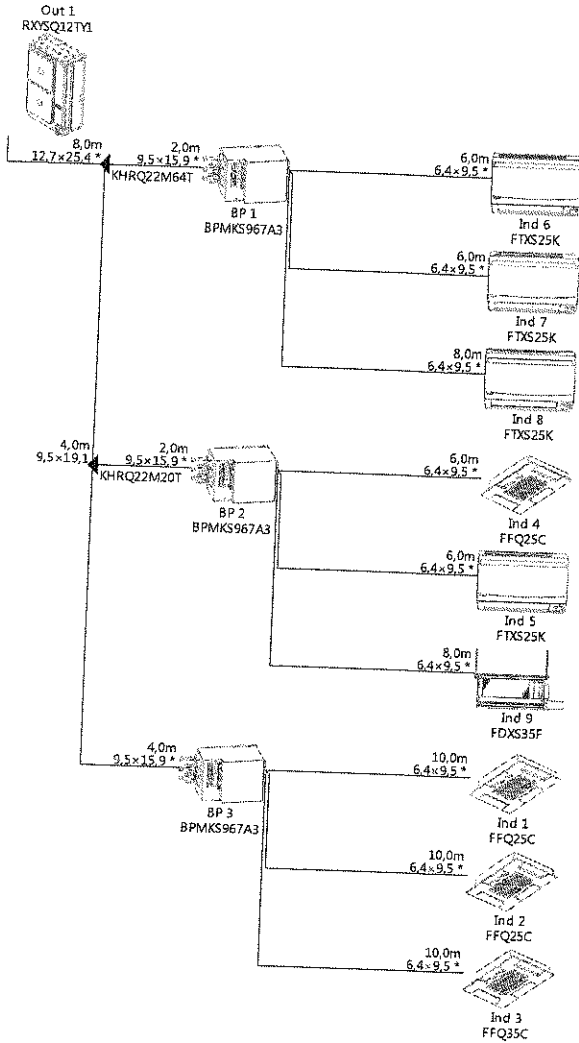 Out 1
RXYSQ12TY1
8,0m
12,7×25,4 *
2,0m
9,5×15,9 *
KHRQ22M64T
BP 1
BPMKS967A3
6,0m
6,4×9,5 *
Ind 6
FTXS25K
6,0m
6,4×9,5 *
Ind 7
FTXS25K
8,0m
6,4×9,5 *
Ind 8
FTXS25K
4,0m
9,5×19,1
2,0m
9,5×15,9 *
KHRQ22M20T
BP 2
BPMKS967A3
6,0m
6,4×9,5 *
Ind 4
FFQ25C
6,0m
6,4×9,5 *
Ind 5
FTXS25K
8,0m
6,4×9,5 *
Ind 9
FDXS35F
4,0m
9,5×15,9 *
BP 3
BPMKS967A3
10,0m
6,4×9,5 *
Ind 1
FFQ25C
10,0m
6,4×9,5 *
Ind 2
FFQ25C
10,0m
6,4×9,5 *
Ind 3
FFQ35C